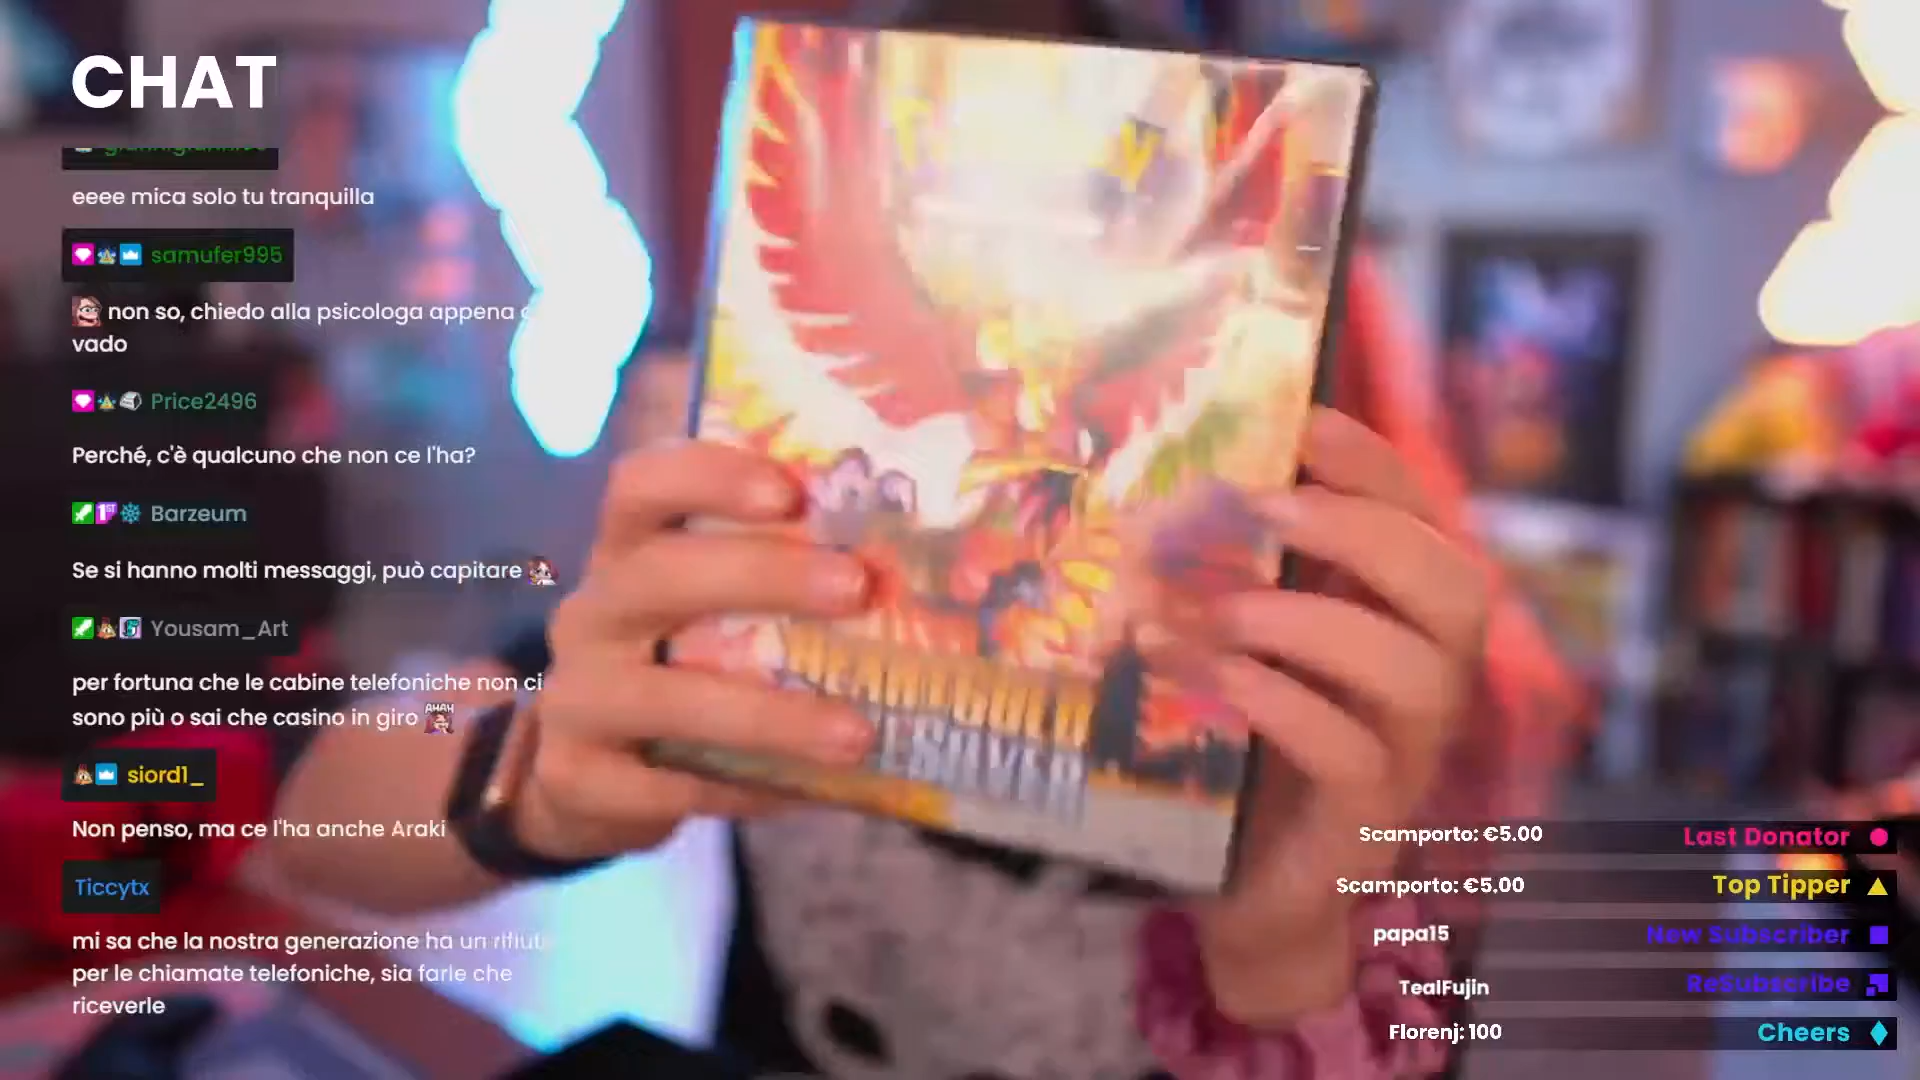 CHAT
eeee mica solo tu tranquilla
samufer995
non so, chiedo alla psicologa appena
vado
Price2496
Perché, c'è qualcuno che non ce l'ha?
Barzeum
Se si hanno molti messaggi, può capitare
Yousam_Art
per fortuna che le cabine telefoniche non ci
sono più o sai che casino in giro
AHAH
siord1_
Non penso, ma ce l'ha anche Araki
Ticcytx
mi sa che la nostra generazione ha un rifiuto
per le chiamate telefoniche, sia farle che
riceverle
HEARTGOLD
Scamporto: €5.00 Last Donator
Scamporto: €5.00 Top Tipper
papa15 New Subscriber
TealFujin ReSubscribe
Florenj: 100 Cheers